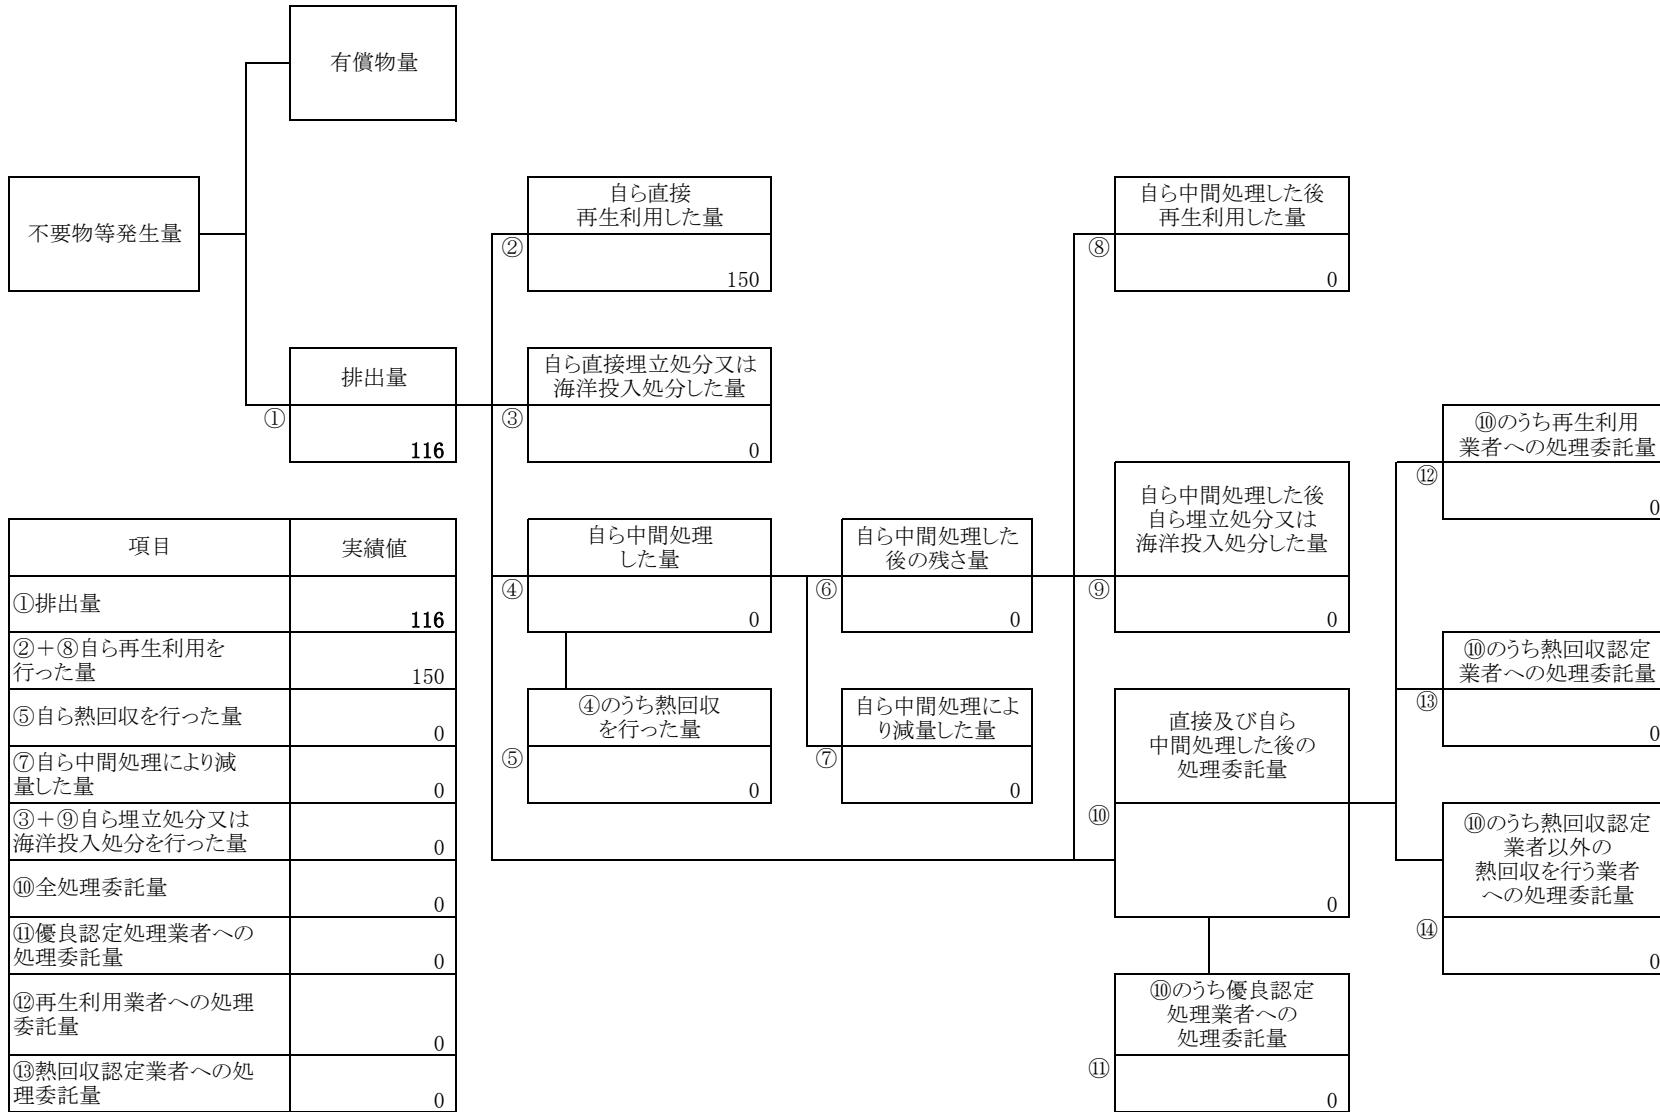 有償物量
不要物等発生量
自ら直接
再生利用した量
②
150
自ら中間処理した後
再生利用した量
⑧
0
排出量
①
116
自ら直接埋立処分又は
海洋投入処分した量
③
0
⑩のうち再生利用
業者への処理委託量
⑫
0
自ら中間処理
した量
④
0
自ら中間処理した
後の残さ量
⑥
0
自ら中間処理した後
自ら埋立処分又は
海洋投入処分した量
⑨
0
⑩のうち熱回収認定
業者への処理委託量
⑬
0
④のうち熱回収
を行った量
⑤
0
自ら中間処理によ
り減量した量
⑦
0
直接及び自ら
中間処理した後の
処理委託量
⑩
0
⑩のうち熱回収認定
業者以外の
熱回収を行う業者
への処理委託量
⑭
0
⑩のうち優良認定
処理業者への
処理委託量
⑪
0
項目 実績値
①排出量 116
②+⑧自ら再生利用を
行った量 150
⑤自ら熱回収を行った量 0
⑦自ら中間処理により減
量した量 0
③+⑨自ら埋立処分又は
海洋投入処分を行った量 0
⑩全処理委託量 0
⑪優良認定処理業者への
処理委託量 0
⑫再生利用業者への処理
委託量 0
⑬熱回収認定業者への処
理委託量 0